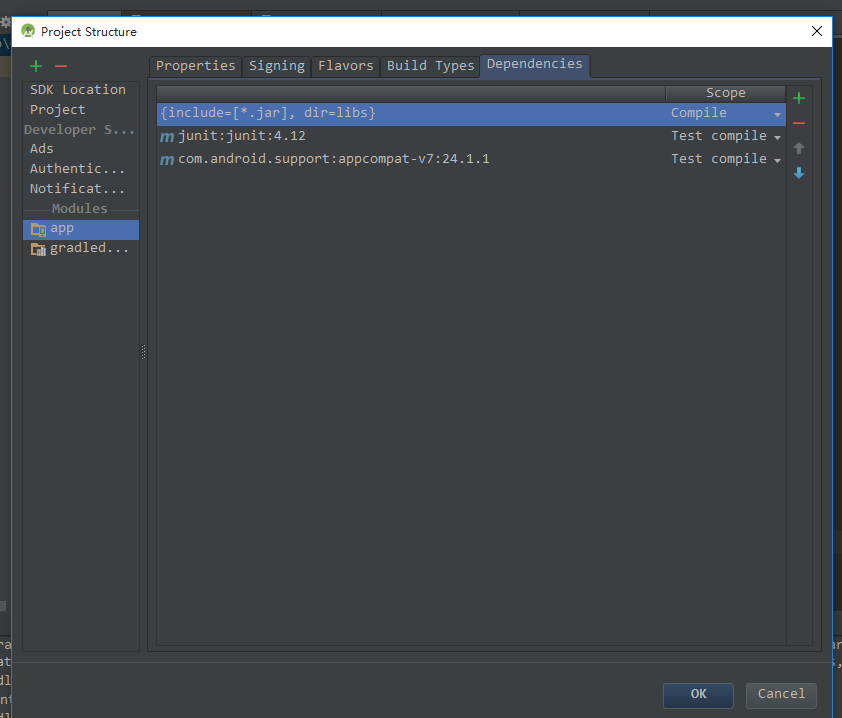 Project Structure
Properties Signing Flavors Build Types Dependencies
SDK Location
Project
Developer S...
Ads
Authentic...
Notificat...
Modules
app
gradled...
Scope
{include=[*.jar], dir=libs} Compile
m junit:junit:4.12 Test compile
m com.android.support:appcompat-v7:24.1.1 Test compile
OK Cancel